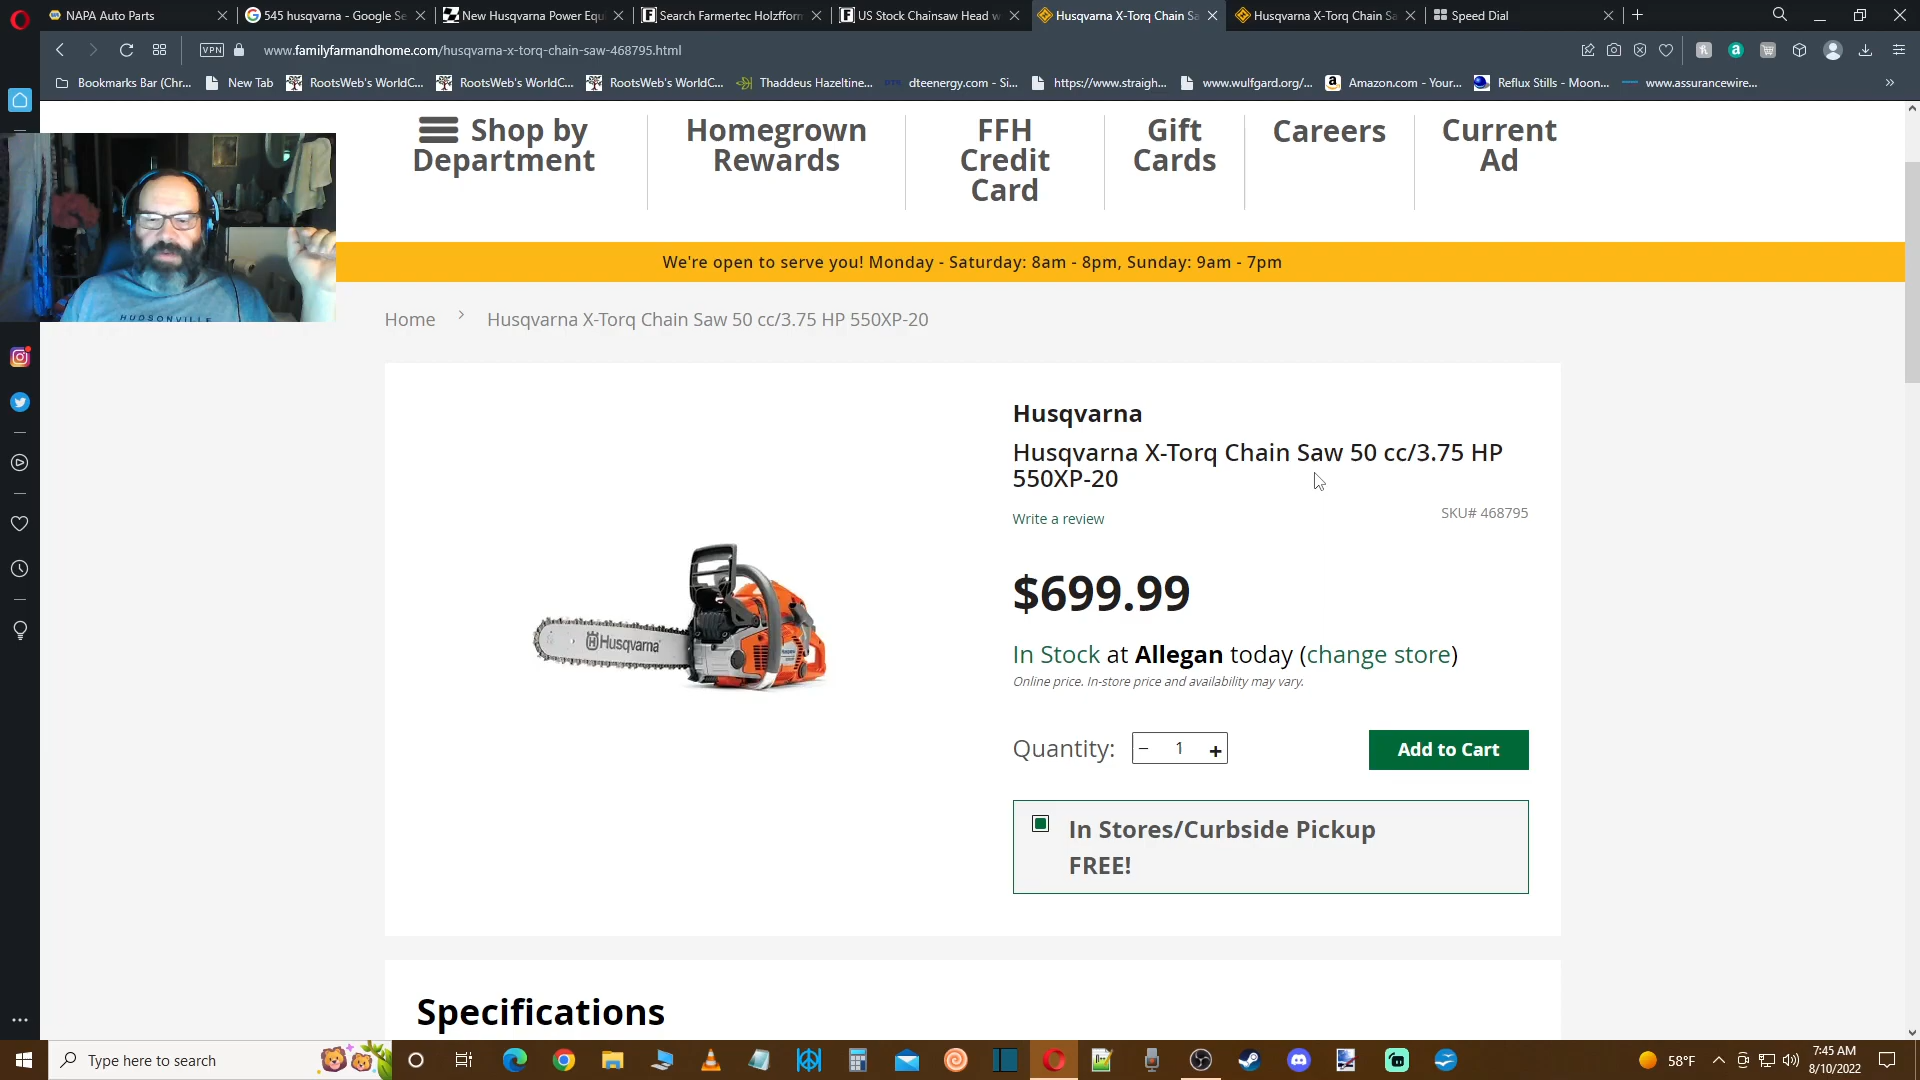 NAPA Auto Parts
545 husqvarna - Google Se
New Husqvarna Power Equi
Search Farmertec Holzfforn
US Stock Chainsaw Head w
Husqvarna X-Torq Chain Sa
Husqvarna X-Torq Chain Sa
Speed Dial
VPN
www.familyfarmandhome.com/husqvarna-x-torq-chain-saw-468795.html
Bookmarks Bar (Chr...
New Tab
RootsWeb's WorldC...
RootsWeb's WorldC...
RootsWeb's WorldC...
Thaddeus Hazeltine...
dteenergy.com - Si...
https://www.straigh...
www.wulfgard.org/...
Amazon.com - Your...
Reflux Stills - Moon...
www.assurancewire...
Shop by
Department
Homegrown
Rewards
FFH
Credit
Card
Gift
Cards
Careers
Current
Ad
HUDSONVILLE
We're open to serve you! Monday - Saturday: 8am - 8pm, Sunday: 9am - 7pm
Home > Husqvarna X-Torq Chain Saw 50 cc/3.75 HP 550XP-20
Husqvarna
Husqvarna
Husqvarna X-Torq Chain Saw 50 cc/3.75 HP
550XP-20
Write a review
SKU# 468795
$699.99
In Stock at Allegan today (change store)
Online price. In-store price and availability may vary.
Quantity: − 1 +
Add to Cart
In Stores/Curbside Pickup
FREE!
Specifications
Type here to search
58°F
7:45 AM
8/10/2022